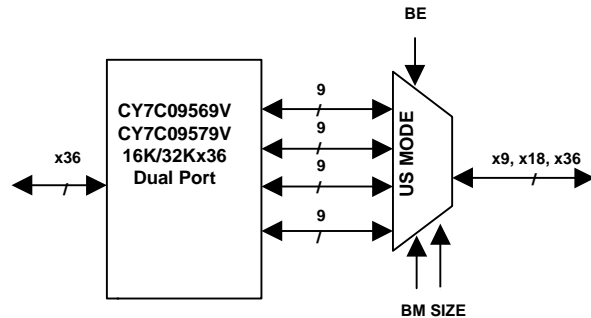 BE
CY7C09569V
CY7C09579V
16K/32Kx36
Dual Port
x36
9
9
9
9
US MODE
x9, x18, x36
BM SIZE